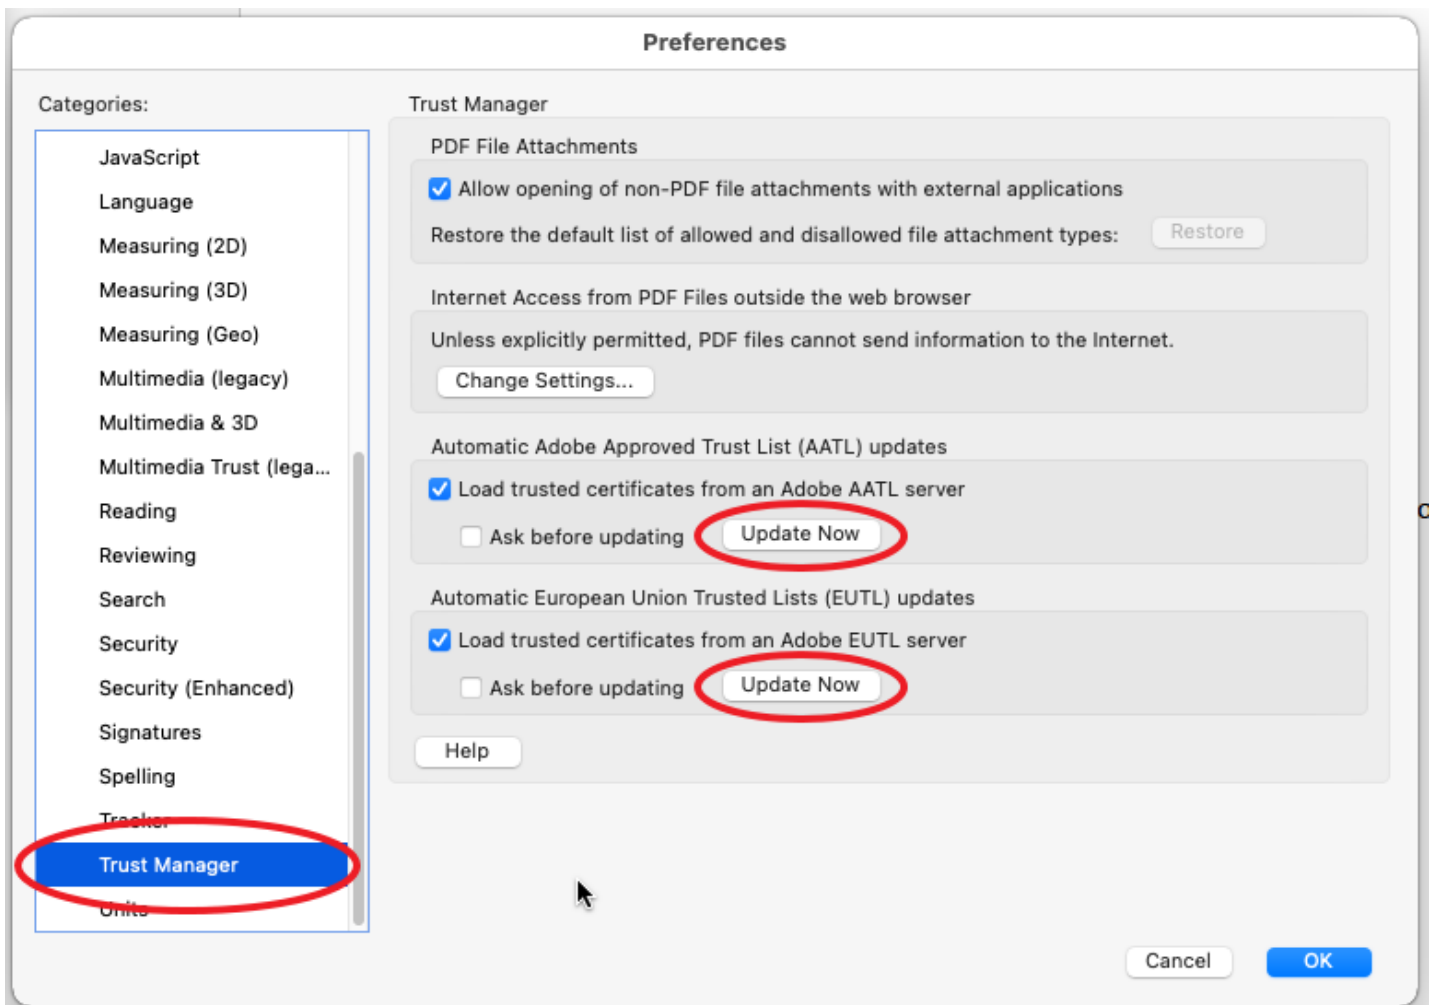 Preferences
Categories:
JavaScript
Language
Measuring (2D)
Measuring (3D)
Measuring (Geo)
Multimedia (legacy)
Multimedia & 3D
Multimedia Trust (lega...
Reading
Reviewing
Search
Security
Security (Enhanced)
Signatures
Spelling
Tracker
Trust Manager
Units
Trust Manager
PDF File Attachments
Allow opening of non-PDF file attachments with external applications
Restore the default list of allowed and disallowed file attachment types: Restore
Internet Access from PDF Files outside the web browser
Unless explicitly permitted, PDF files cannot send information to the Internet.
Change Settings...
Automatic Adobe Approved Trust List (AATL) updates
Load trusted certificates from an Adobe AATL server
Ask before updating Update Now
Automatic European Union Trusted Lists (EUTL) updates
Load trusted certificates from an Adobe EUTL server
Ask before updating Update Now
Help
Cancel OK